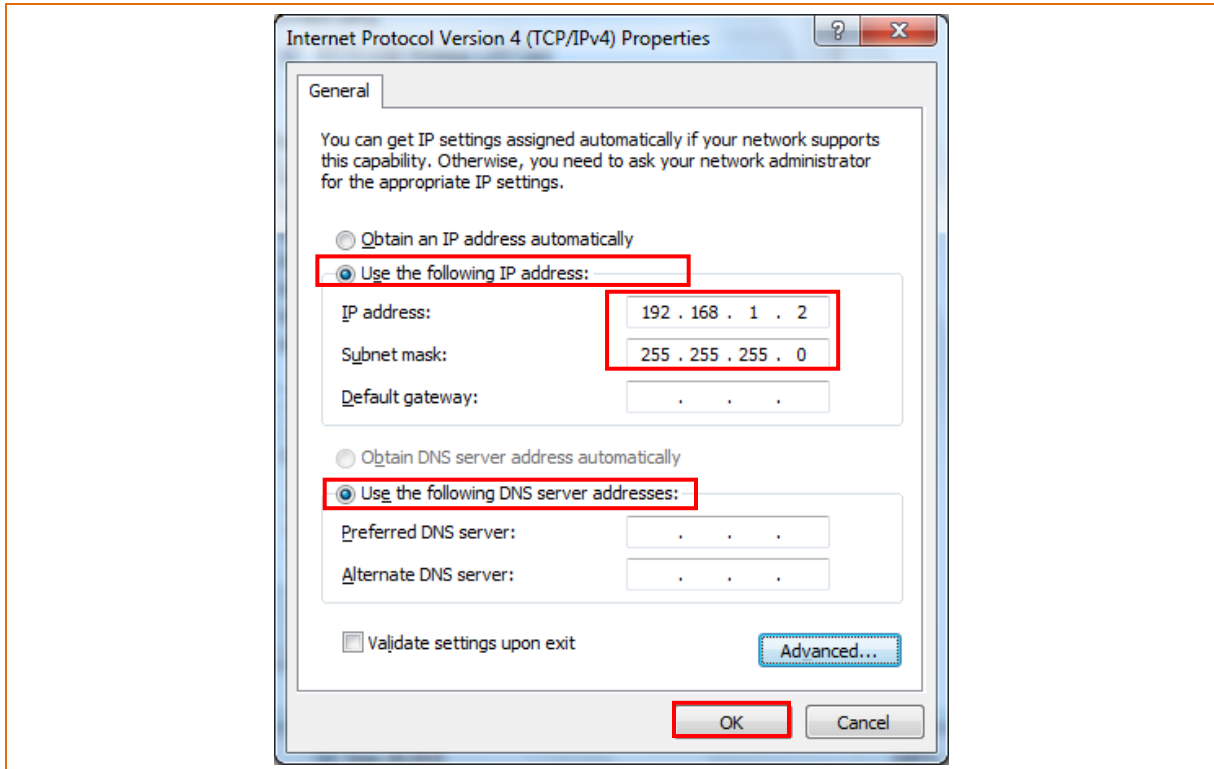 Internet Protocol Version 4 (TCP/IPv4) Properties
?
General
You can get IP settings assigned automatically if your network supports
this capability. Otherwise, you need to ask your network administrator
for the appropriate IP settings.
Obtain an IP address automatically
Use the following IP address:
IP address: 192 . 168 . 1 . 2
Subnet mask: 255 . 255 . 255 . 0
Default gateway: . . .
Obtain DNS server address automatically
Use the following DNS server addresses:
Preferred DNS server: . . .
Alternate DNS server: . . .
Validate settings upon exit
Advanced...
OK Cancel